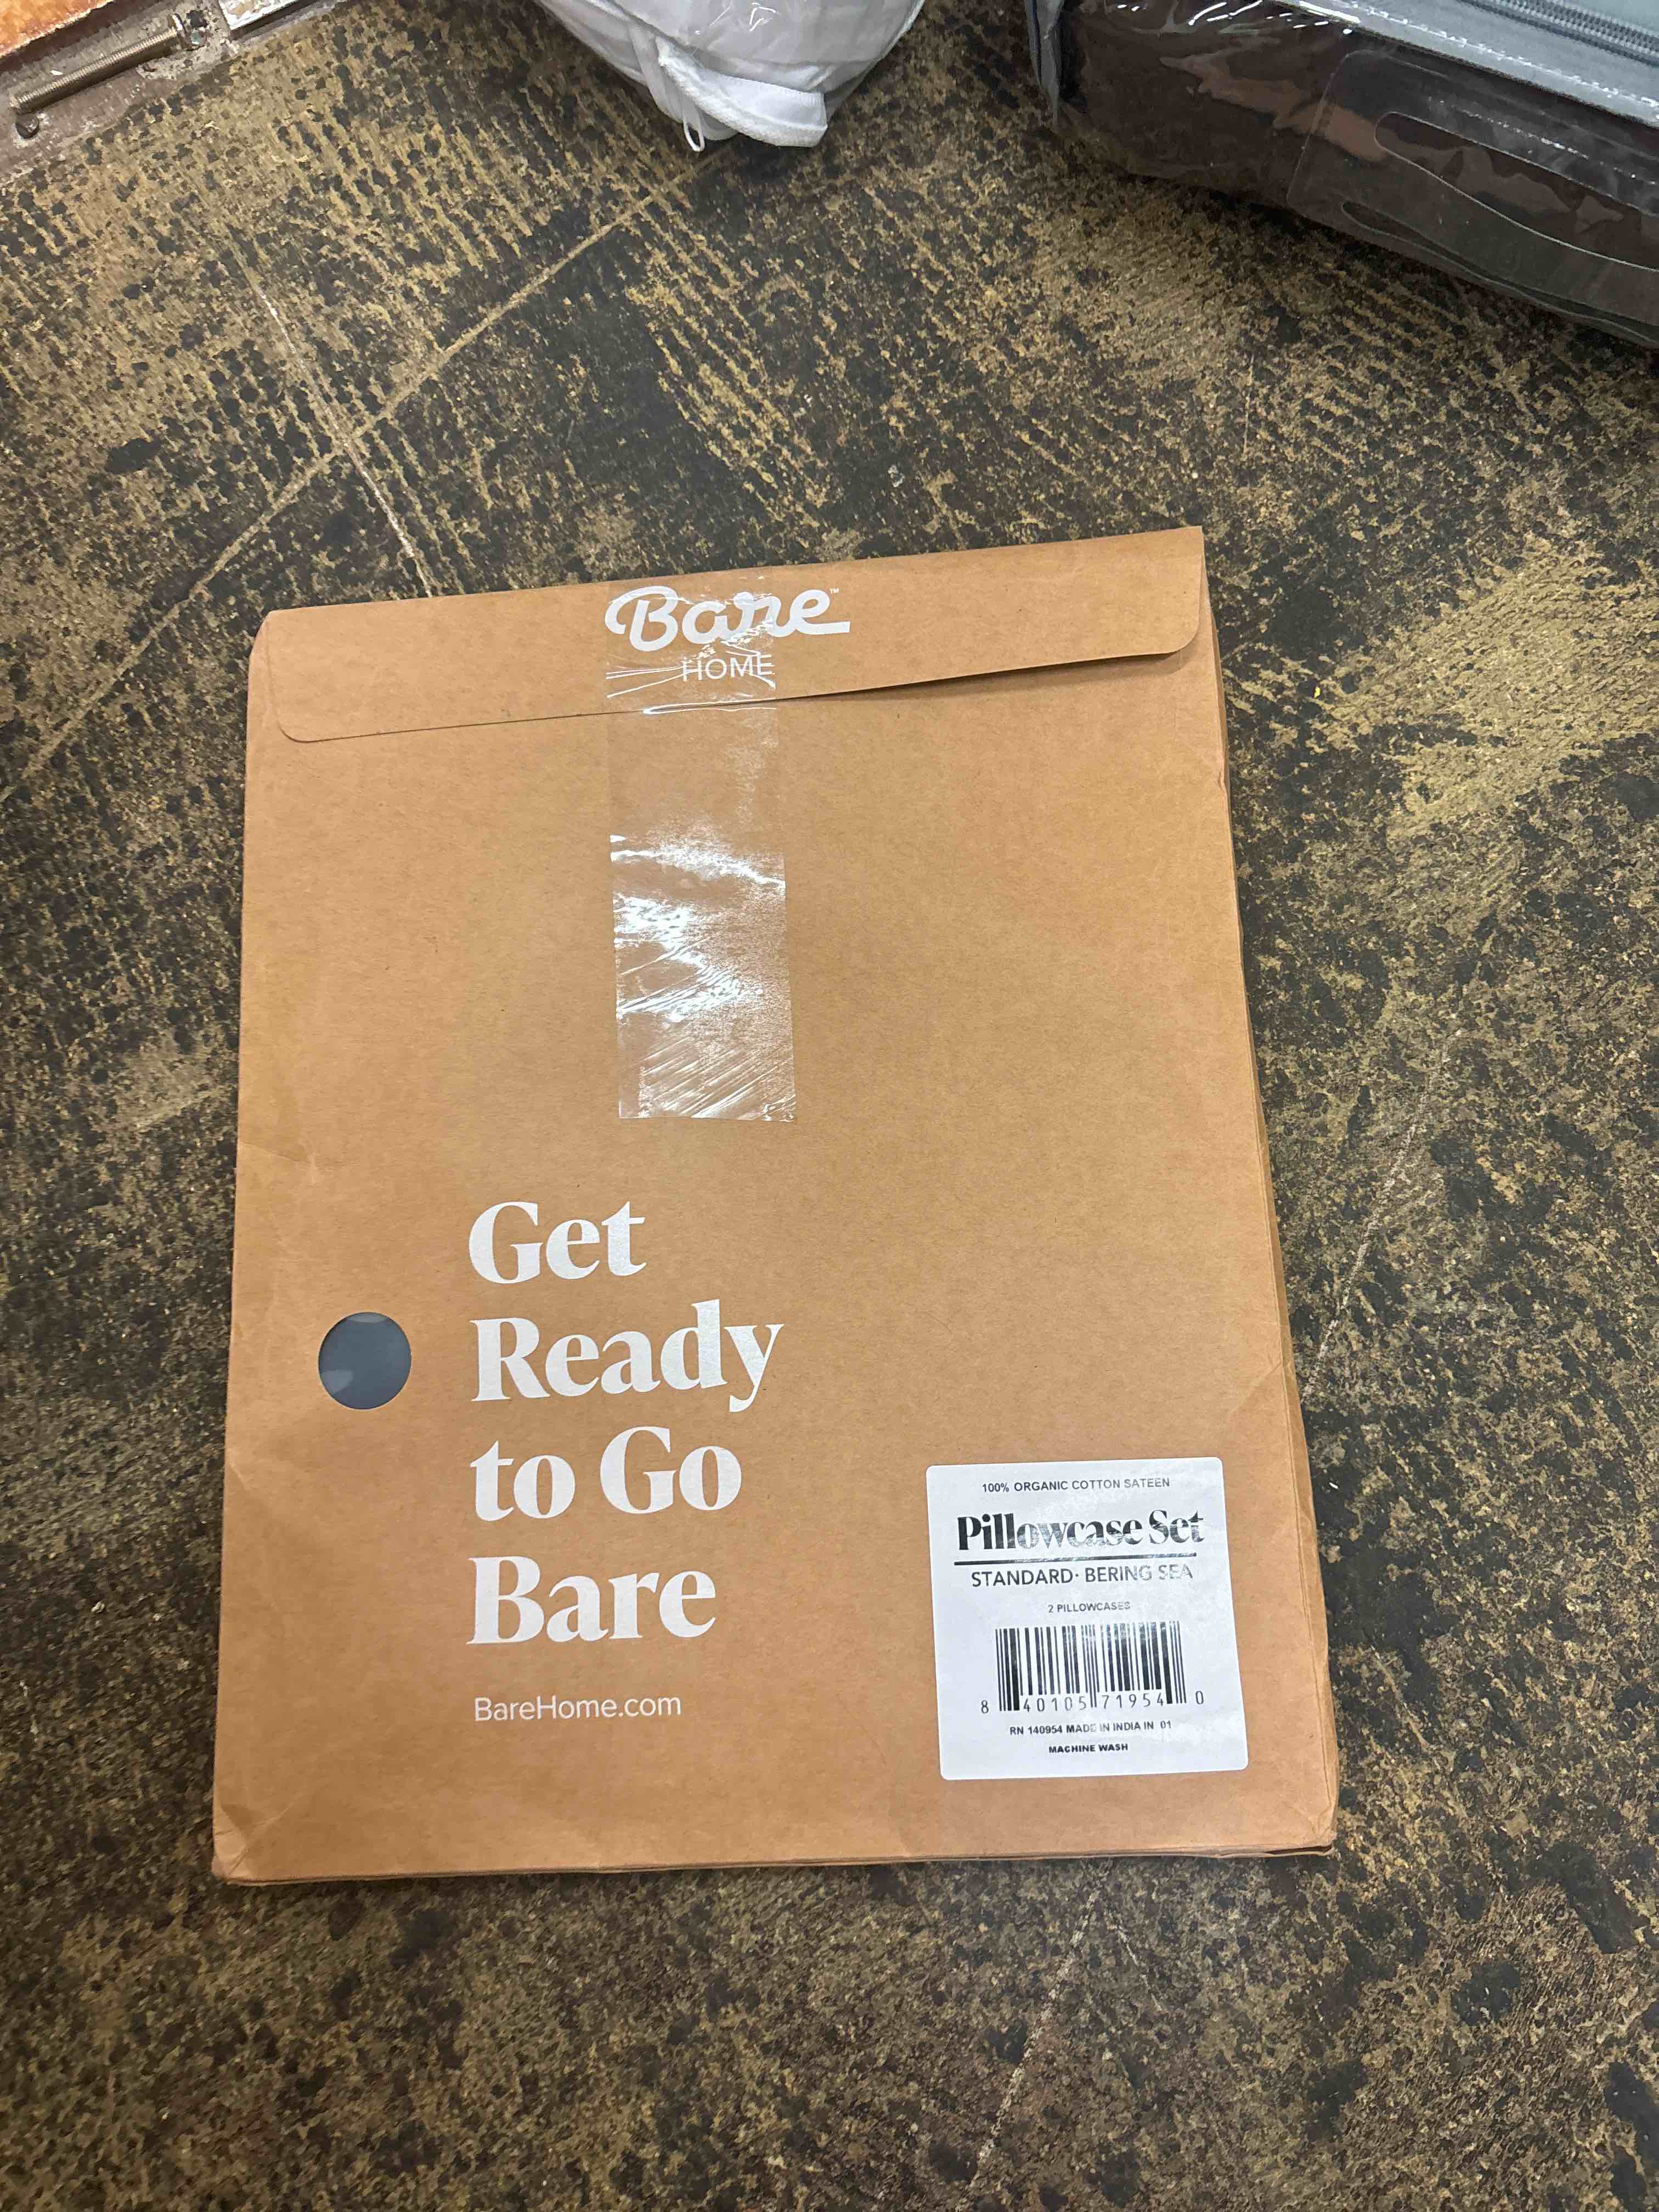 Bare™
HOME
Get
Ready
to Go
Bare
BareHome.com
100% ORGANIC COTTON SATEEN
Pillowcase Set
STANDARD· BERING SEA
2 PILLOWCASES
8 40105 71954 0
RN 140954 MADE IN INDIA IN 01
MACHINE WASH